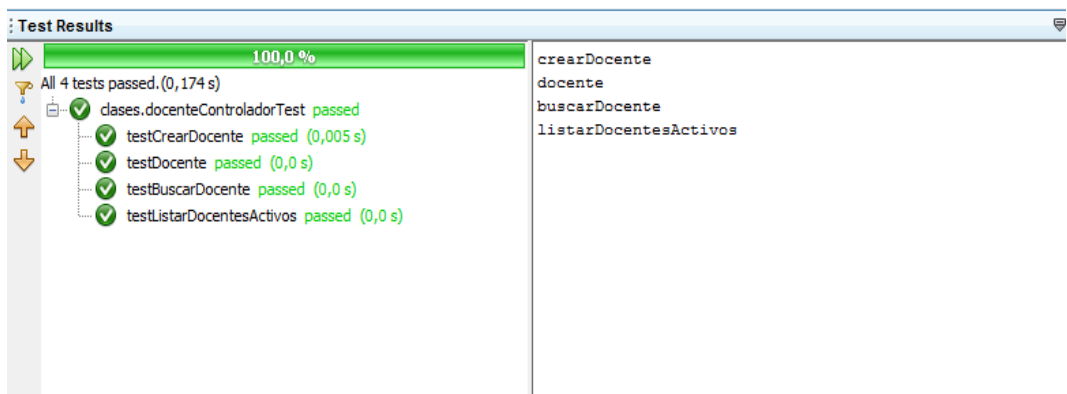 Test Results
100,0 %
All 4 tests passed.(0,174 s)
clases.docenteControladorTest passed
testCrearDocente passed (0,005 s)
testDocente passed (0,0 s)
testBuscarDocente passed (0,0 s)
testListarDocentesActivos passed (0,0 s)
crearDocente
docente
buscarDocente
listarDocentesActivos